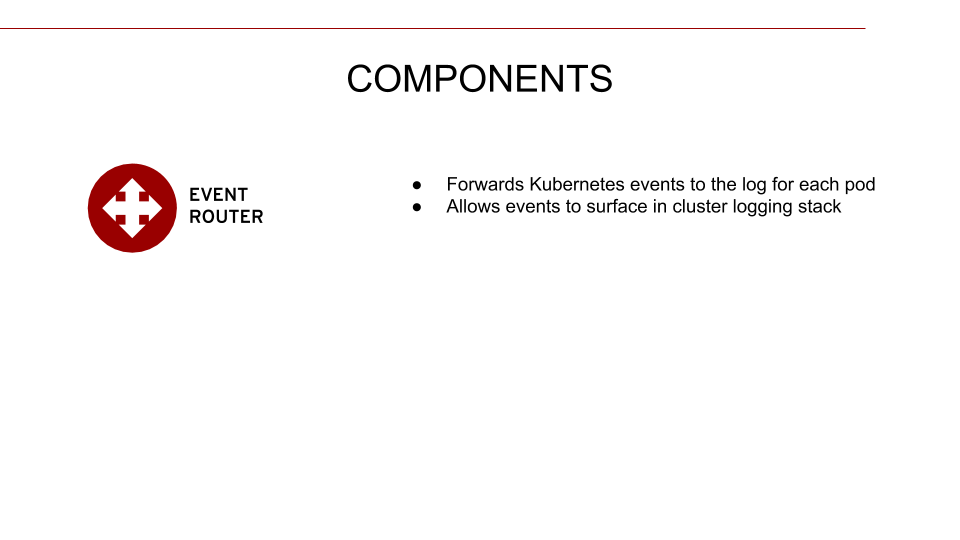 COMPONENTS
EVENT
ROUTER
● Forwards Kubernetes events to the log for each pod
● Allows events to surface in cluster logging stack